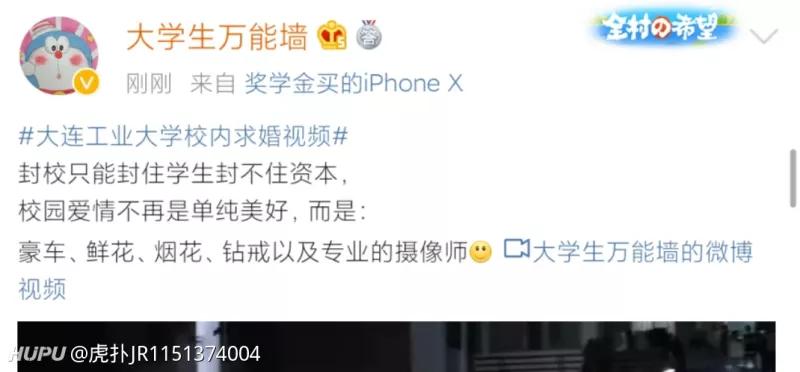 大学生万能墙
全村の希望
刚刚 来自 奖学金买的iPhone X
#大连工业大学校内求婚视频#
封校只能封住学生封不住资本，
校园爱情不再是单纯美好，而是：
豪车、鲜花、烟花、钻戒以及专业的摄像师 大学生万能墙的微博
视频
HUPU @虎扑JR1151374004